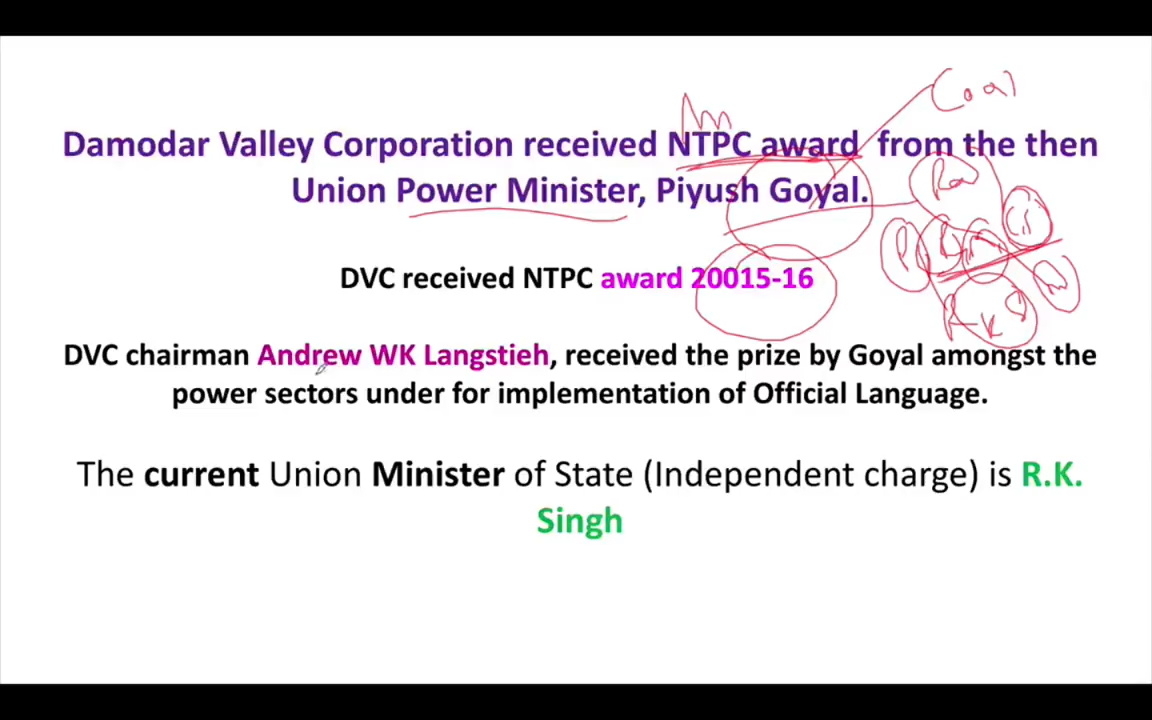 Coal
Damodar Valley Corporation received NTPC award from the then
Union Power Minister, Piyush Goyal.
DVC received NTPC award 20015-16
DVC chairman Andrew WK Langstieh, received the prize by Goyal amongst the
power sectors under for implementation of Official Language.
The current Union Minister of State (Independent charge) is R.K.
Singh